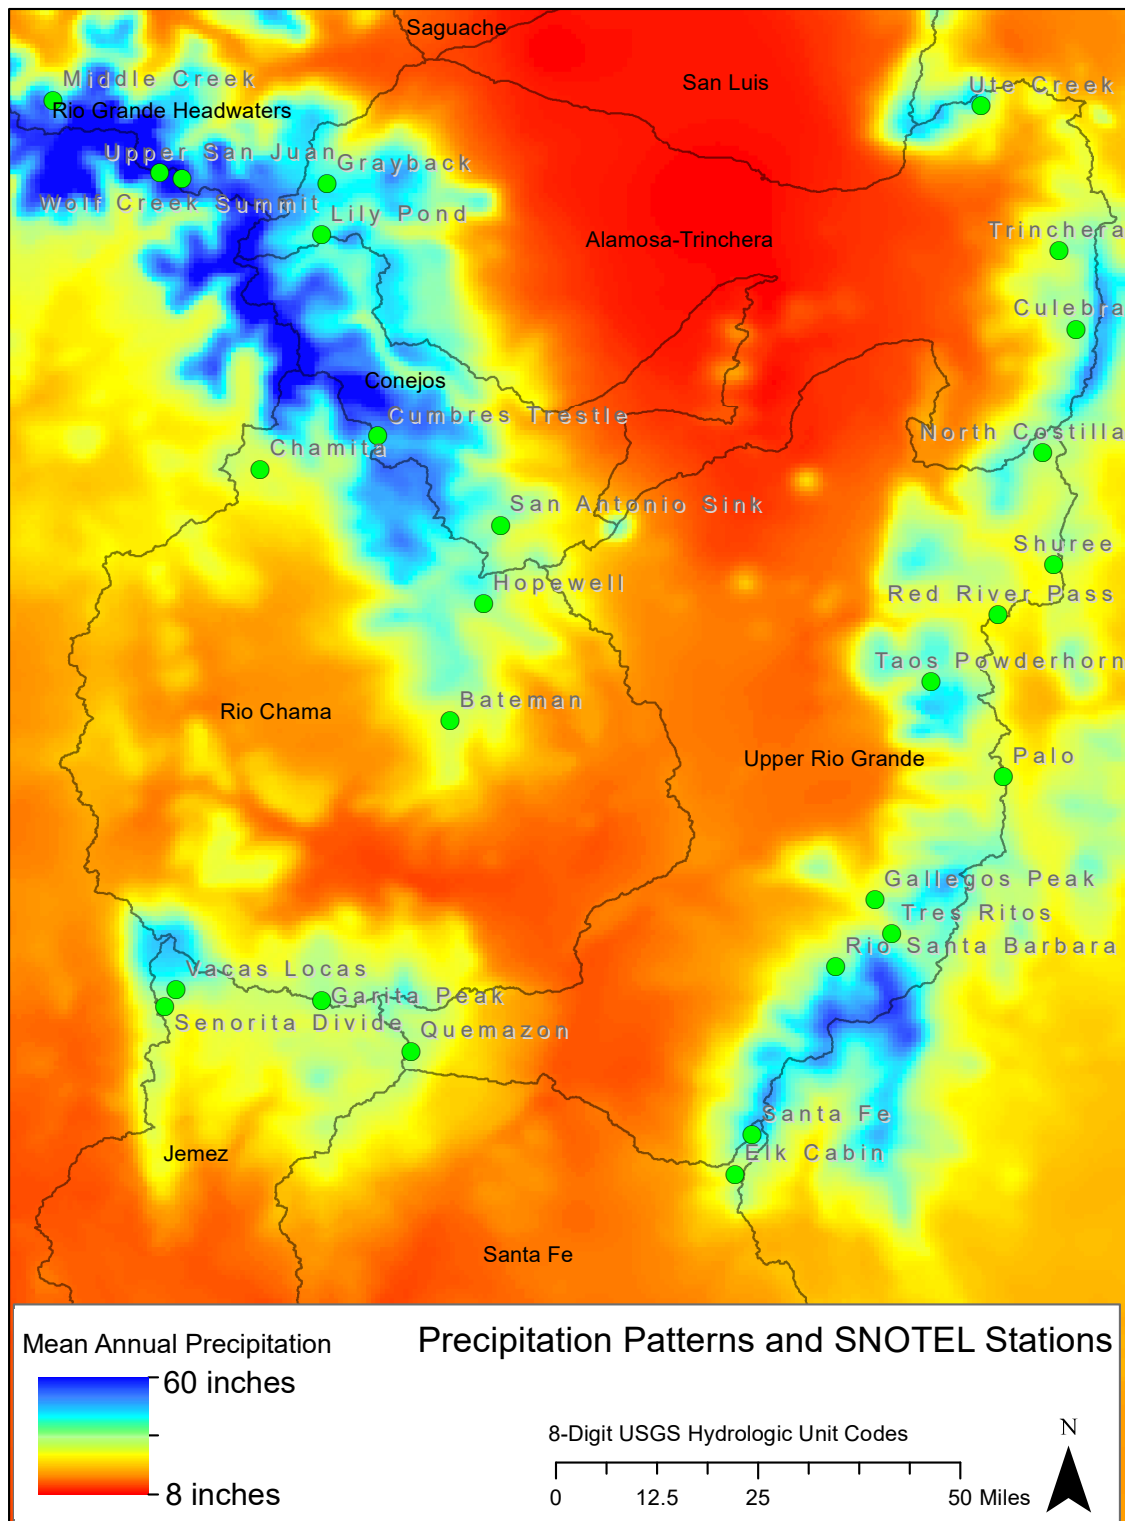 Saguache
Middle Creek
San Luis
Ute Creek
Rio Grande Headwaters
Upper San Juan
Grayback
Wolf Creek Summit
Lily Pond
Trinchera
Alamosa-Trinchera
Culebra
Conejos
Cumbres Trestle
North Costilla
Chamita
San Antonio Sink
Shuree
Hopewell
Red River Pass
Taos Powderhorn
Bateman
Rio Chama
Upper Rio Grande
Palo
Gallegos Peak
Tres Ritos
Rio Santa Barbara
Vacas Locas
Garita Peak
Senorita Divide
Quemazon
Santa Fe
Elk Cabin
Jemez
Santa Fe
Mean Annual Precipitation
60 inches
8 inches
Precipitation Patterns and SNOTEL Stations
8-Digit USGS Hydrologic Unit Codes
0 12.5 25 50 Miles
N